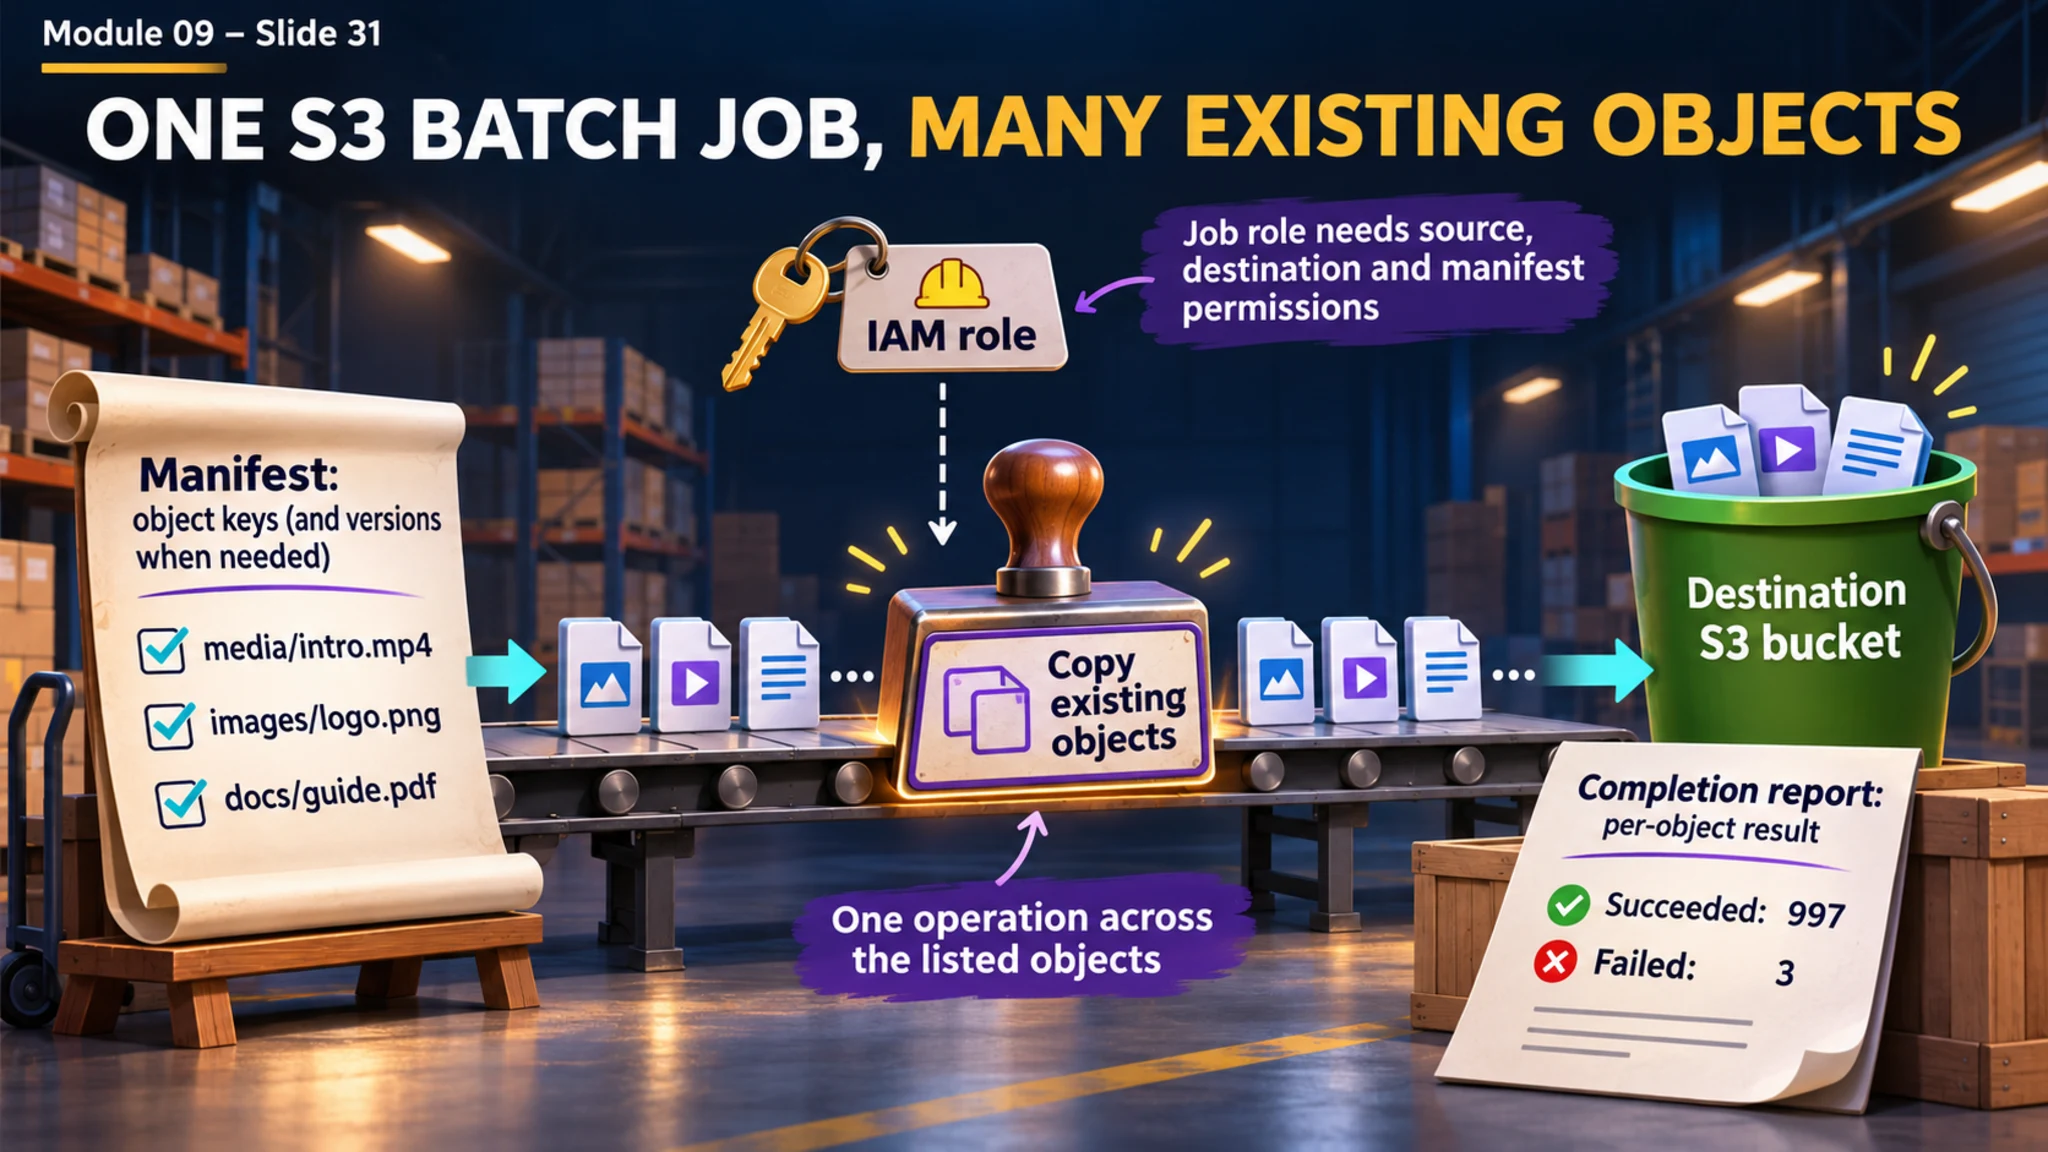 Module 09 – Slide 31
ONE S3 BATCH JOB, MANY EXISTING OBJECTS
Job role needs source,
destination and manifest
permissions
IAM role
Manifest:
object keys (and versions
when needed)
media/intro.mp4
images/logo.png
docs/guide.pdf
Copy
existing
objects
Destination
S3 bucket
One operation across
the listed objects
Completion report:
per-object result
Succeeded: 997
Failed: 3